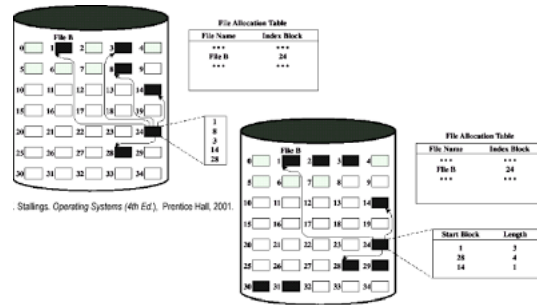 File B
0 1 2 3 4
5 6 7 8 9
10 11 12 13 14
15 16 17 18 19
20 21 22 23 24
25 26 27 28 29
30 31 32 33 34
File Allocation Table
File Name Index Block
••• •••
File B 24
••• •••
1
8
3
14
28
. Stallings. Operating Systems (4th Ed.), Prentice Hall, 2001.
File B
0 1 2 3 4
5 6 7 8 9
10 11 12 13 14
15 16 17 18 19
20 21 22 23 24
25 26 27 28 29
30 31 32 33 34
File Allocation Table
File Name Index Block
••• •••
File B 24
••• •••
Start Block Length
1 3
28 4
14 1